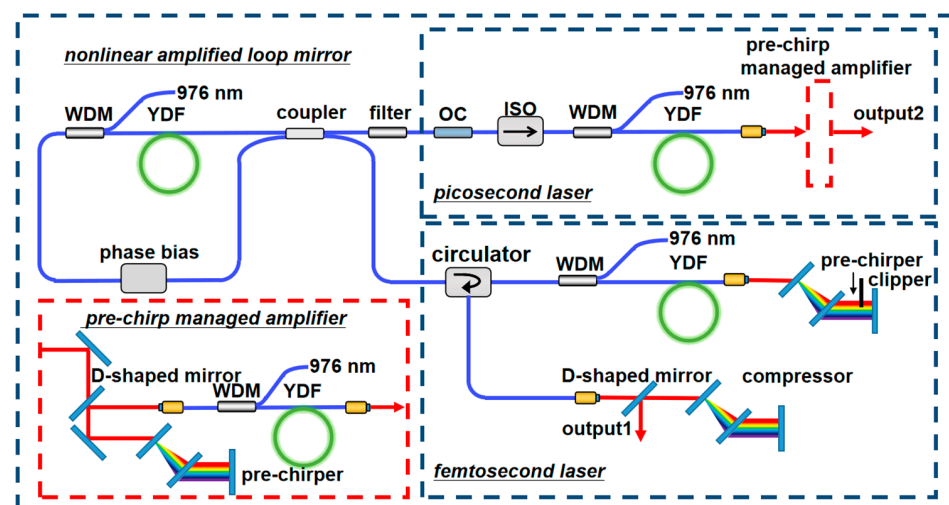 nonlinear amplified loop mirror
976 nm
WDM
YDF
coupler
filter
phase bias
OC
ISO
WDM
976 nm
YDF
pre-chirp
managed amplifier
output2
picosecond laser
circulator
WDM
976 nm
YDF
pre-chirper
clipper
D-shaped mirror
compressor
output1
femtosecond laser
pre-chirp managed amplifier
D-shaped mirror
WDM
976 nm
YDF
pre-chirper